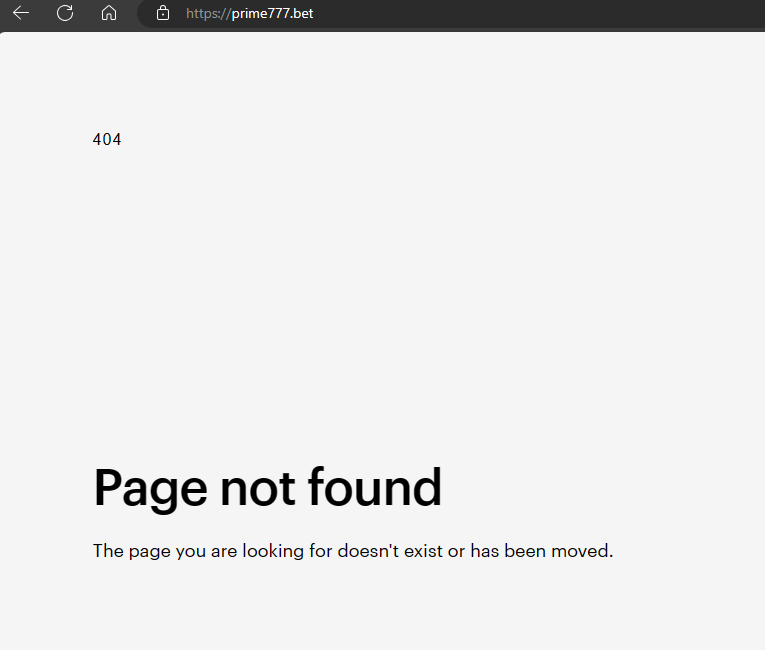 https://prime777.bet
404
Page not found
The page you are looking for doesn't exist or has been moved.